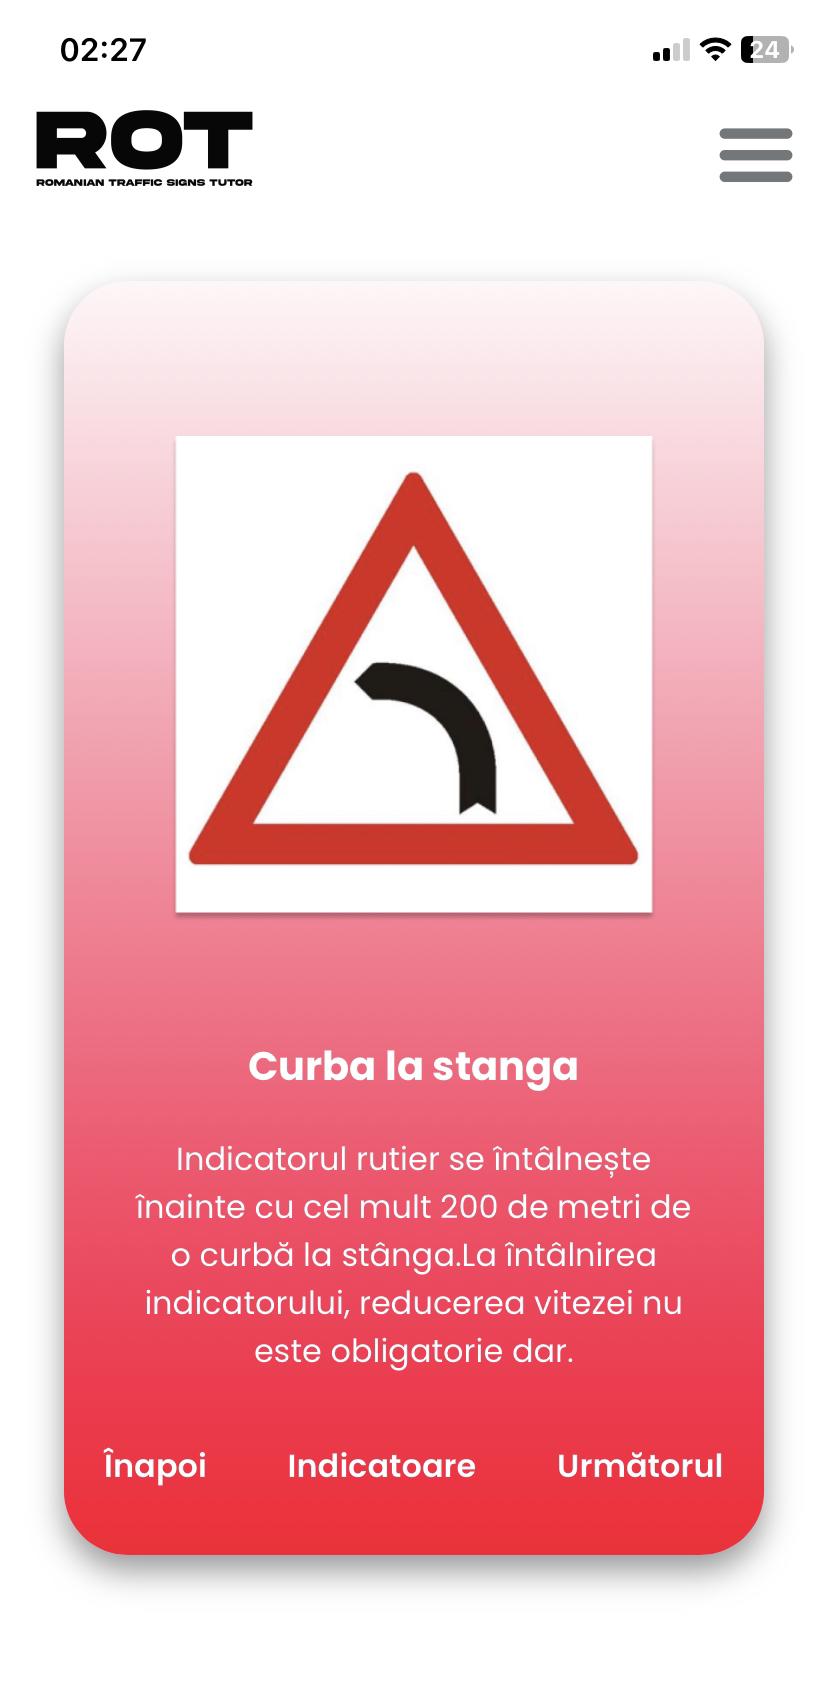 02:27
24
ROT
ROMANIAN TRAFFIC SIGNS TUTOR
Curba la stanga
Indicatorul rutier se întâlnește
înainte cu cel mult 200 de metri de
o curbă la stânga.La întâlnirea
indicatorului, reducerea vitezei nu
este obligatorie dar.
Înapoi Indicatoare Următorul